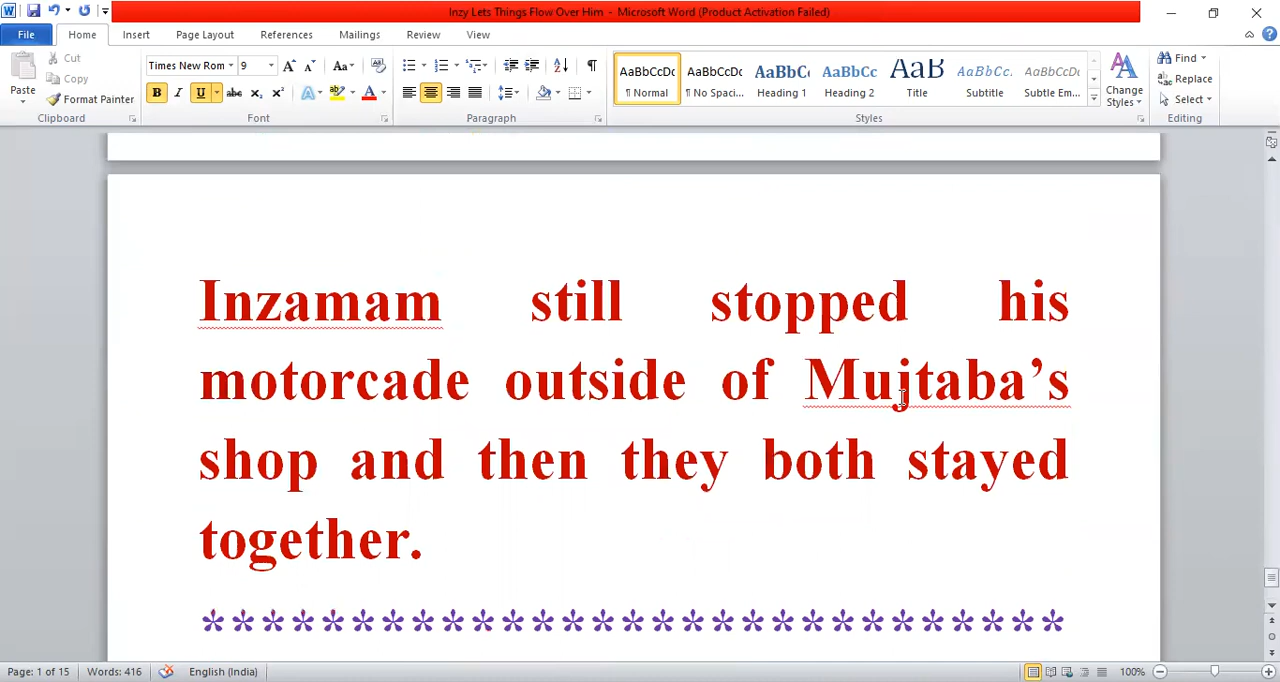 Inzy Lets Things Flow Over Him - Microsoft Word (Product Activation Failed)
File Home Insert Page Layout References Mailings Review View
Paste
Cut
Copy
Format Painter
Clipboard
Times New Rom 9
Font
Paragraph
AaBbCcDc AaBbCcDc AaBbC AaBbCc AaB AaBbCc. AaBbCcDc
¶ Normal ¶ No Spaci... Heading 1 Heading 2 Title Subtitle Subtle Em...
Change Styles
Styles
Find
Replace
Select
Editing
Inzamam still stopped his
motorcade outside of Mujtaba’s
shop and then they both stayed
together.
*****************************
Page: 1 of 15 Words: 416 English (India) 100%